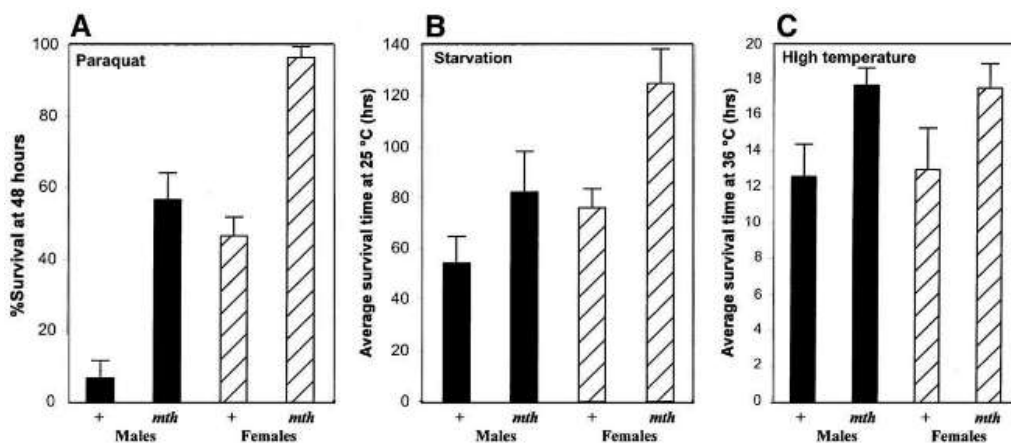 A
Paraquat
%Survival at 48 hours
100
80
60
40
20
0
+ mth + mth
Males Females
B
Starvation
Average survival time at 25 °C (hrs)
140
120
100
80
60
40
20
0
+ mth + mth
Males Females
C
High temperature
Average survival time at 36 °C (hrs)
20
18
16
14
12
10
8
6
4
2
0
+ mth + mth
Males Females